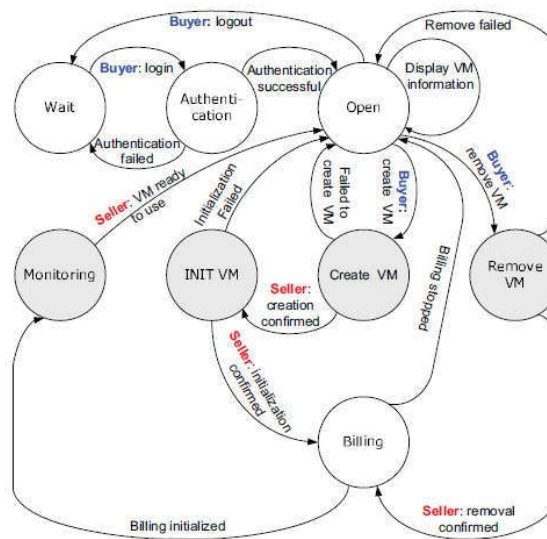 Buyer: logout
Remove failed
Buyer: login
Authentication
successful
Display VM
information
Wait
Authenti-
cation
Open
Authentication
failed
Seller: VM ready
to use
Initialization
Failed
Failed to
create VM
Buyer:
create VM
Buyer:
remove VM
Monitoring
INIT VM
Create VM
Remove
VM
Seller:
creation
confirmed
Billing stopped
Seller: initialization
confirmed
Billing
Billing initialized
Seller: removal
confirmed